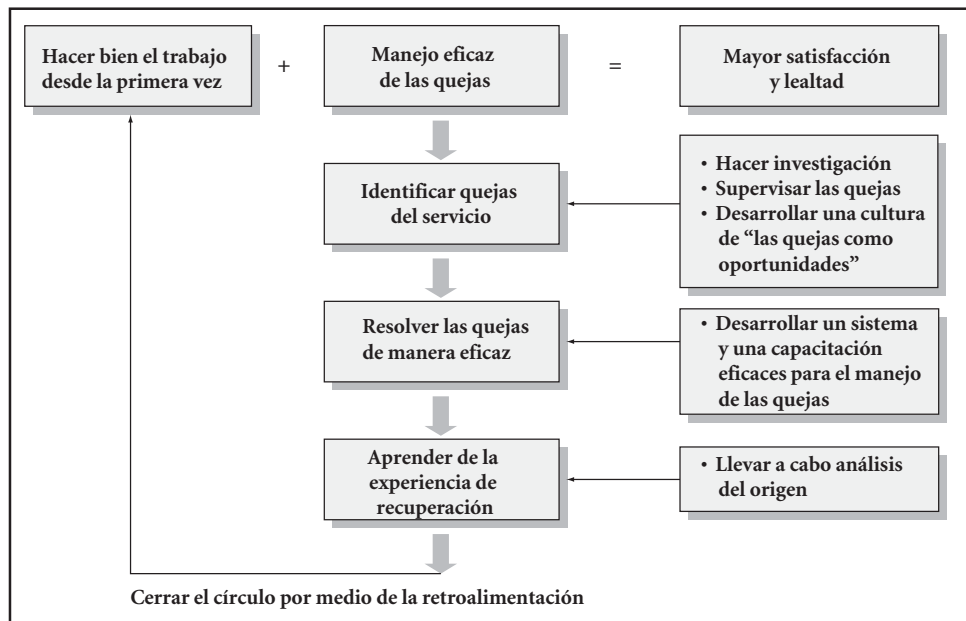 Hacer bien el trabajo
desde la primera vez
+
Manejo eficaz
de las quejas
=
Mayor satisfacción
y lealtad
Identificar quejas
del servicio
• Hacer investigación
• Supervisar las quejas
• Desarrollar una cultura
de “las quejas como
oportunidades”
Resolver las quejas
de manera eficaz
• Desarrollar un sistema
y una capacitación
eficaces para el manejo
de las quejas
Aprender de la
experiencia de
recuperación
• Llevar a cabo análisis
del origen
Cerrar el círculo por medio de la retroalimentación